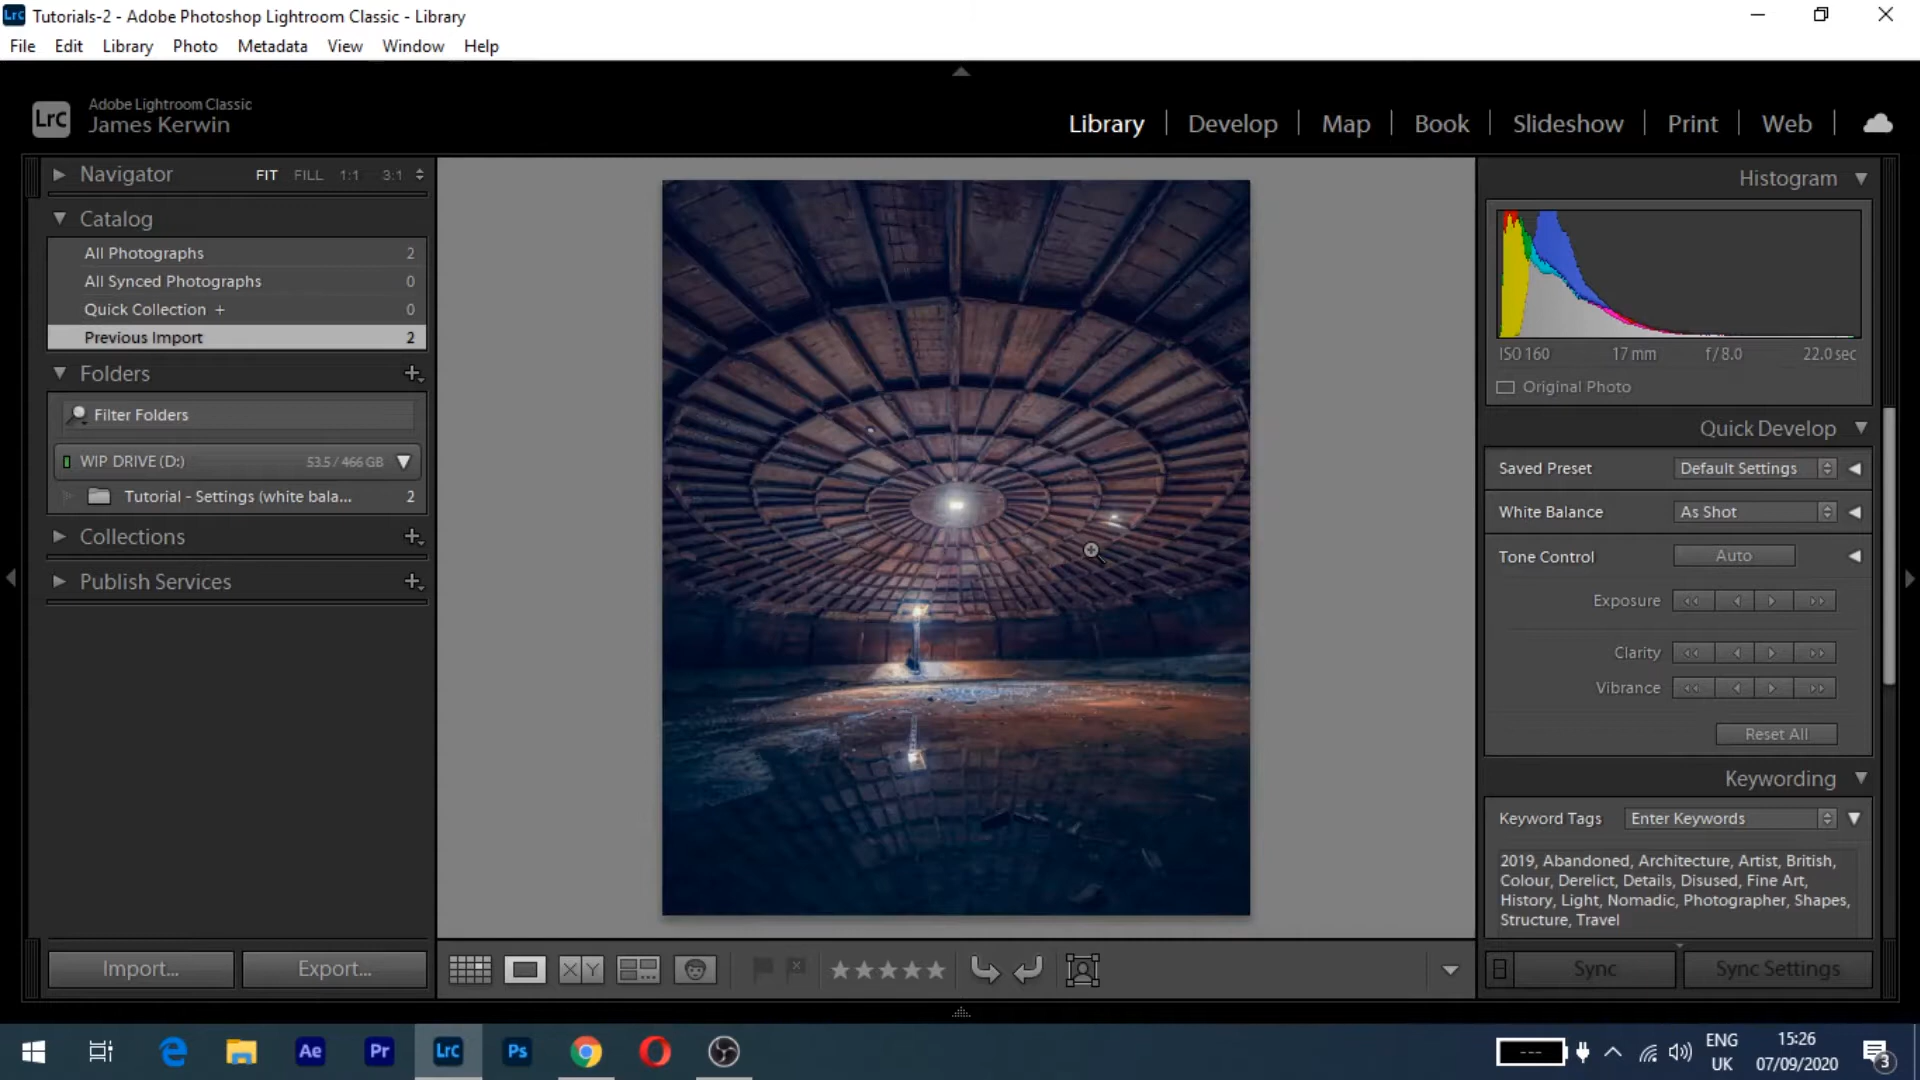 Tutorials-2 - Adobe Photoshop Lightroom Classic - Library
File Edit Library Photo Metadata View Window Help
LrC
Adobe Lightroom Classic
James Kerwin
Library | Develop | Map | Book | Slideshow | Print | Web
Navigator FIT FILL 1:1 3:1
Catalog
All Photographs 2
All Synced Photographs 0
Quick Collection + 0
Previous Import 2
Folders
Filter Folders
WIP DRIVE (D:) 53.5 / 466 GB
Tutorial - Settings (white bala... 2
Collections
Publish Services
Import... Export...
Histogram
ISO 160 17 mm f / 8.0 22.0 sec
Original Photo
Quick Develop
Saved Preset Default Settings
White Balance As Shot
Tone Control Auto
Exposure
Clarity
Vibrance
Reset All
Keywording
Keyword Tags Enter Keywords
2019, Abandoned, Architecture, Artist, British,
Colour, Derelict, Details, Disused, Fine Art,
History, Light, Nomadic, Photographer, Shapes,
Structure, Travel
X Y
Sync Sync Settings
Ae Pr LrC Ps
ENG
UK
15:26
07/09/2020
3